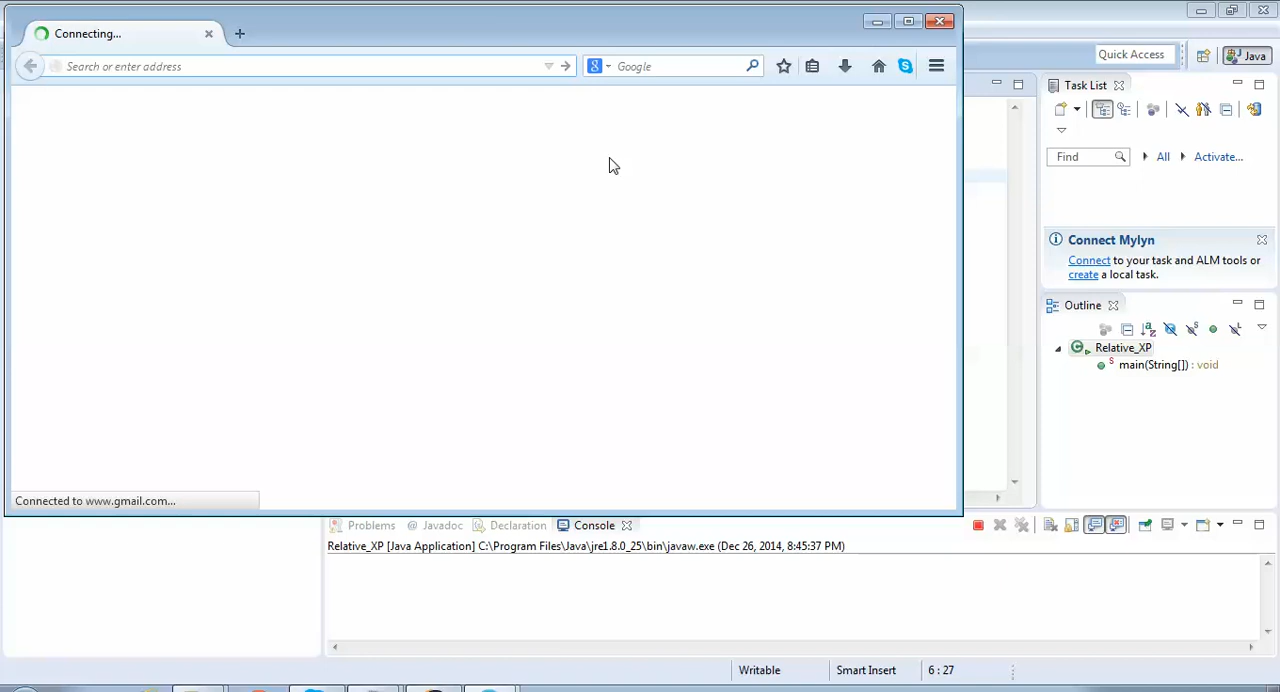 Connecting...
Search or enter address
Google
Connected to www.gmail.com...
Quick Access
Java
Task List
Find
All
Activate...
Connect Mylyn
Connect to your task and ALM tools or
create a local task.
Outline
Relative_XP
main(String[]) : void
Problems
@ Javadoc
Declaration
Console
Relative_XP [Java Application] C:\Program Files\Java\jre1.8.0_25\bin\javaw.exe (Dec 26, 2014, 8:45:37 PM)
Writable
Smart Insert
6 : 27